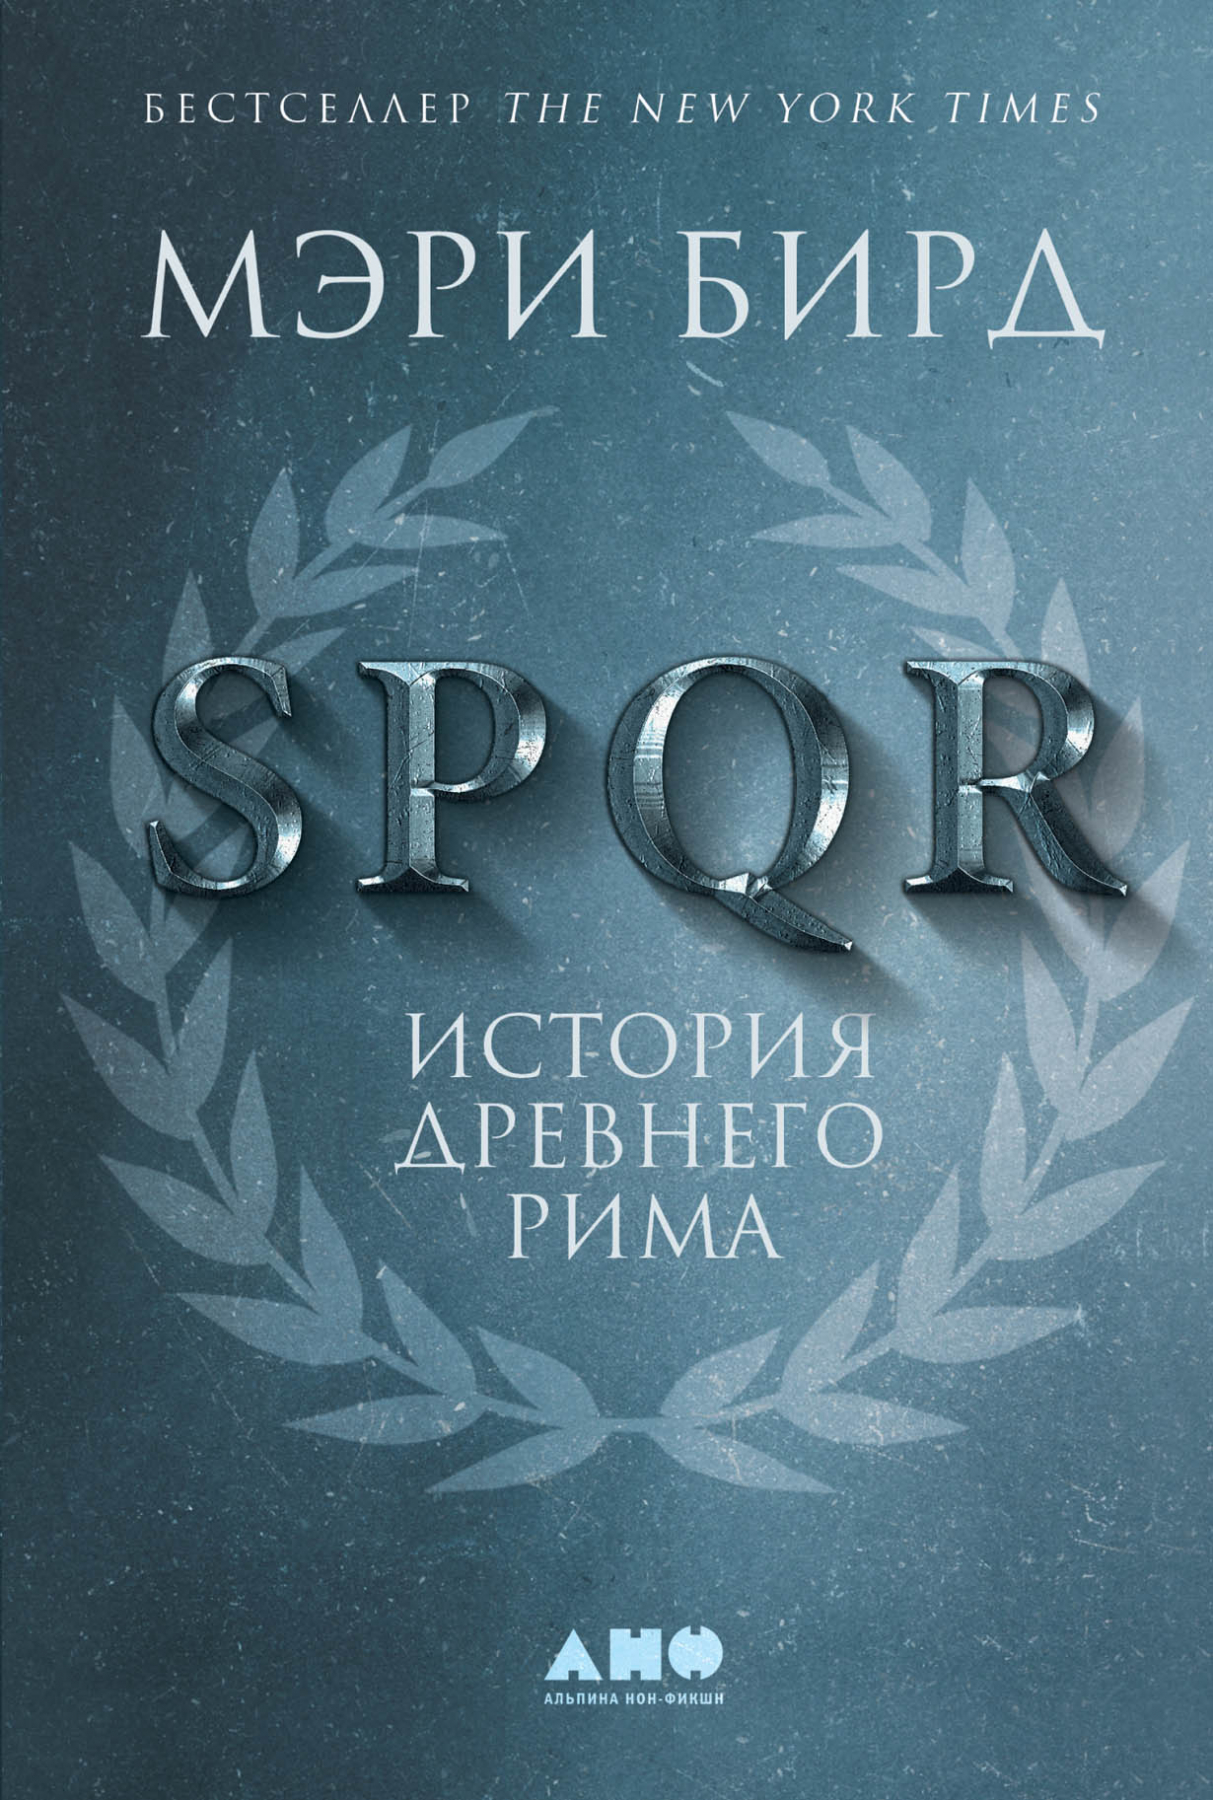 БЕСТСЕЛЛЕР THE NEW YORK TIMES
МЭРИ БИРД
SPQR
ИСТОРИЯ
ДРЕВНЕГО
РИМА
АНФ
АЛЬПИНА НОН-ФИКШН